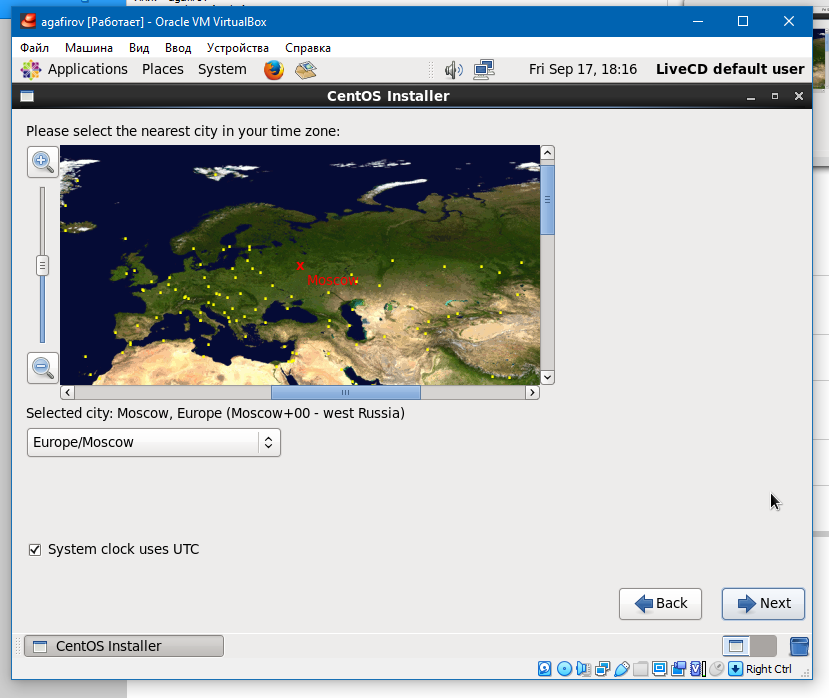 agafirov [Работает] - Oracle VM VirtualBox
Файл Машина Вид Ввод Устройства Справка
Applications Places System Fri Sep 17, 18:16 LiveCD default user
CentOS Installer
Please select the nearest city in your time zone:
Moscow
Selected city: Moscow, Europe (Moscow+00 - west Russia)
Europe/Moscow
System clock uses UTC
Back Next
CentOS Installer
Right Ctrl